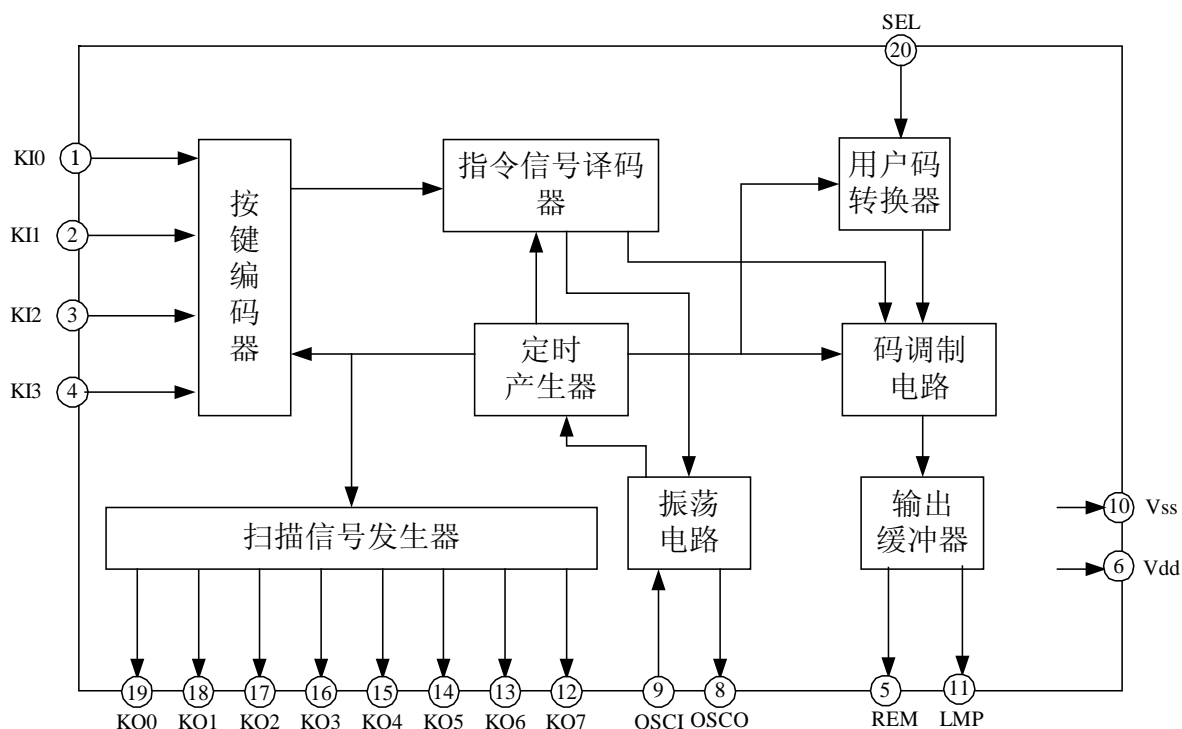 SEL
20
KI0
1
KI1
2
KI2
3
KI3
4
按
键
编
码
器
指令信号译码
器
用户码
转换器
定时
产生器
码调制
电路
扫描信号发生器
振荡
电路
输出
缓冲器
10
Vss
6
Vdd
19
18
17
16
15
14
13
12
9
8
5
11
KO0
KO1
KO2
KO3
KO4
KO5
KO6
KO7
OSCI
OSCO
REM
LMP